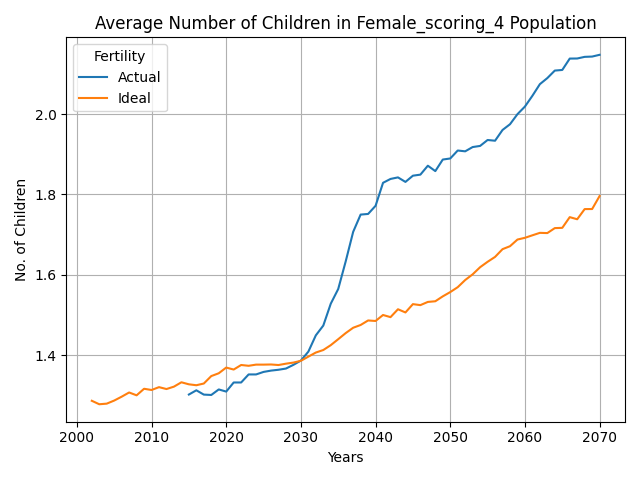 Average Number of Children in Female_scoring_4 Population
Fertility
Actual
Ideal
No. of Children
2.0
1.8
1.6
1.4
2000 2010 2020 2030 2040 2050 2060 2070
Years